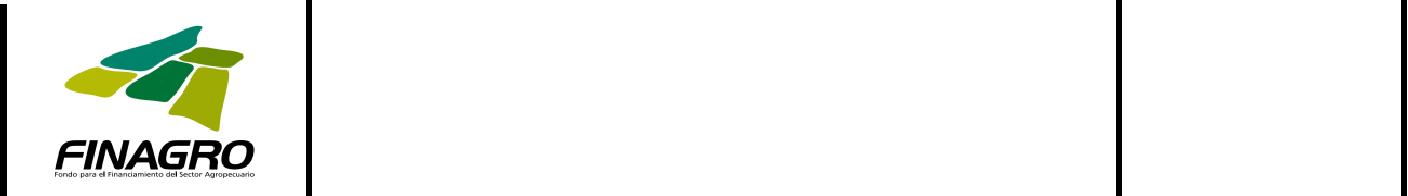 FINAGRO
Fondo para el Financiamiento del Sector Agropecuario